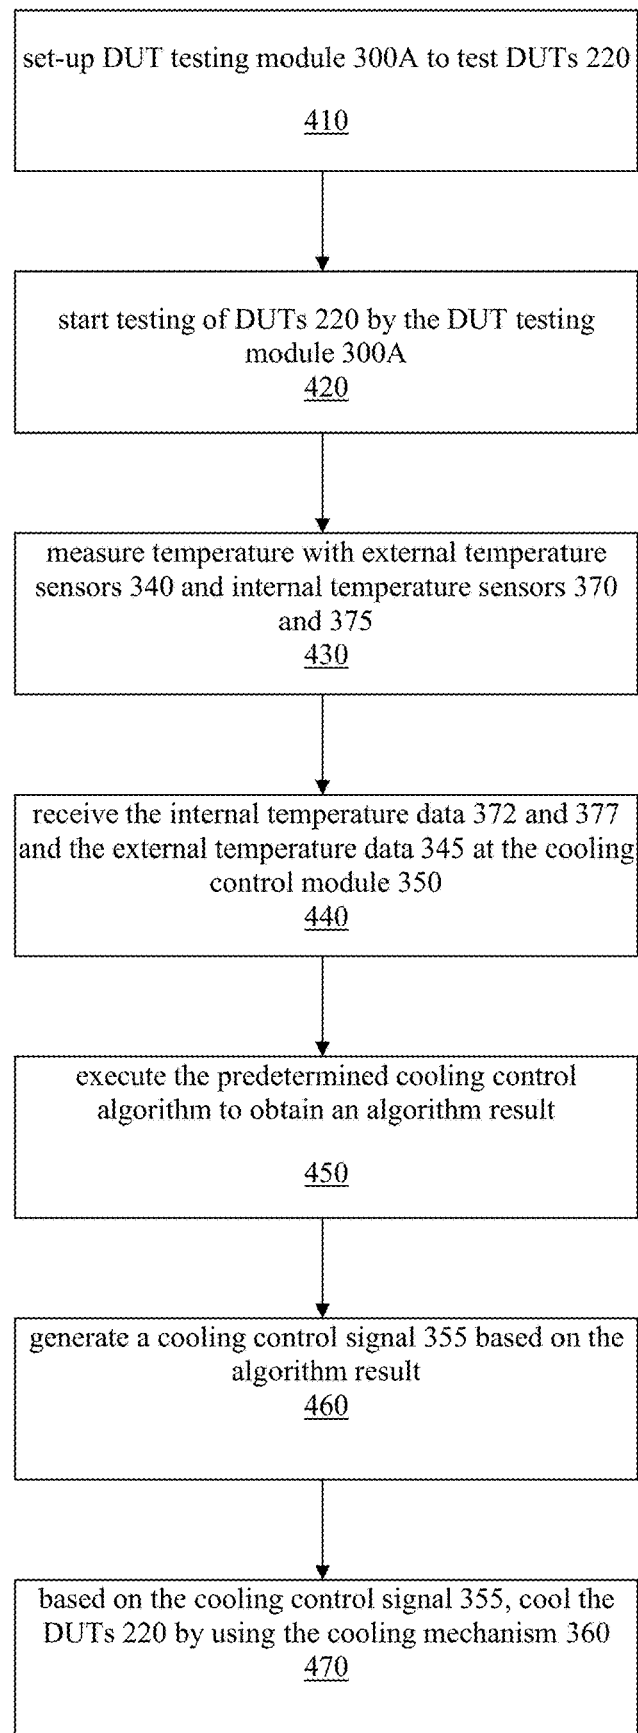 set-up DUT testing module 300A to test DUTs 220
410
start testing of DUTs 220 by the DUT testing
module 300A
420
measure temperature with external temperature
sensors 340 and internal temperature sensors 370
and 375
430
receive the internal temperature data 372 and 377
and the external temperature data 345 at the cooling
control module 350
440
execute the predetermined cooling control
algorithm to obtain an algorithm result
450
generate a cooling control signal 355 based on the
algorithm result
460
based on the cooling control signal 355, cool the
DUTs 220 by using the cooling mechanism 360
470